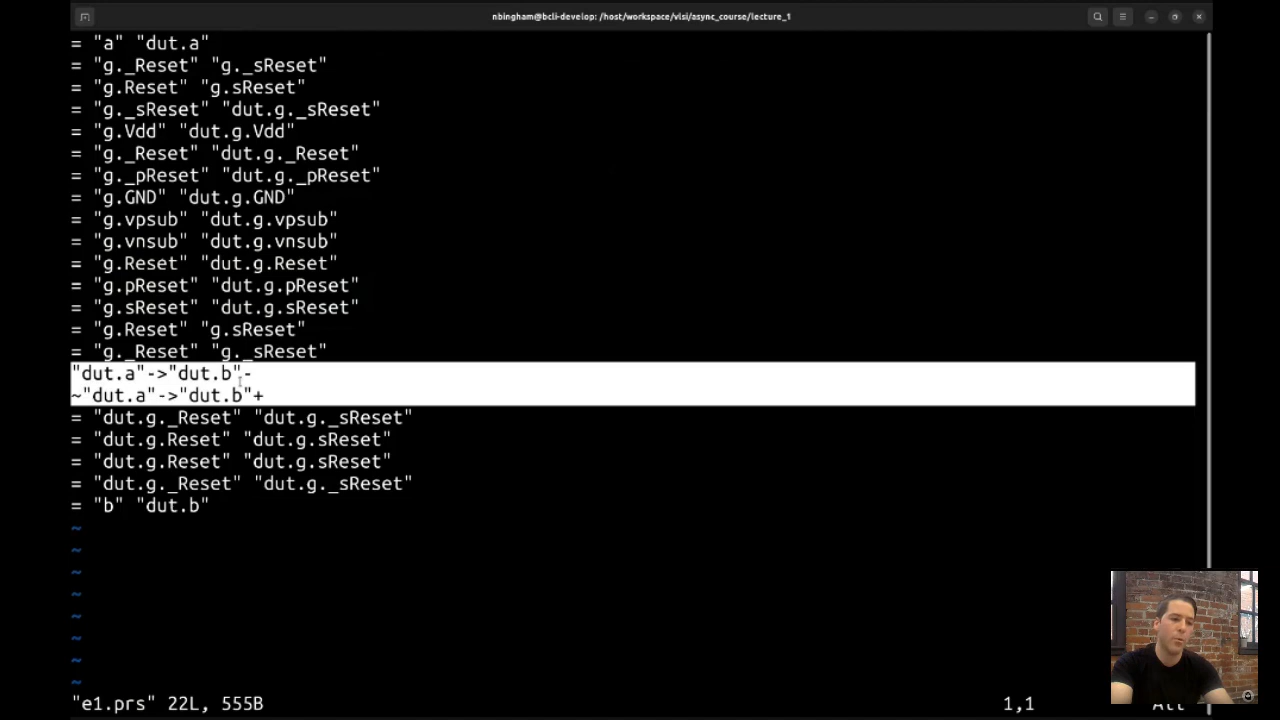 nbingham@bcli-develop: /host/workspace/vlsi/async_course/lecture_1
= "a" "dut.a"
= "g._Reset" "g._sReset"
= "g.Reset" "g.sReset"
= "g._sReset" "dut.g._sReset"
= "g.Vdd" "dut.g.Vdd"
= "g._Reset" "dut.g._Reset"
= "g._pReset" "dut.g._pReset"
= "g.GND" "dut.g.GND"
= "g.vpsub" "dut.g.vpsub"
= "g.vnsub" "dut.g.vnsub"
= "g.Reset" "dut.g.Reset"
= "g.pReset" "dut.g.pReset"
= "g.sReset" "dut.g.sReset"
= "g.Reset" "g.sReset"
= "g._Reset" "g._sReset"
"dut.a"->"dut.b"-
~"dut.a"->"dut.b"+
= "dut.g._Reset" "dut.g._sReset"
= "dut.g.Reset" "dut.g.sReset"
= "dut.g.Reset" "dut.g.sReset"
= "dut.g._Reset" "dut.g._sReset"
= "b" "dut.b"
~
~
~
~
~
~
~
~
"e1.prs" 22L, 555B 1,1 All